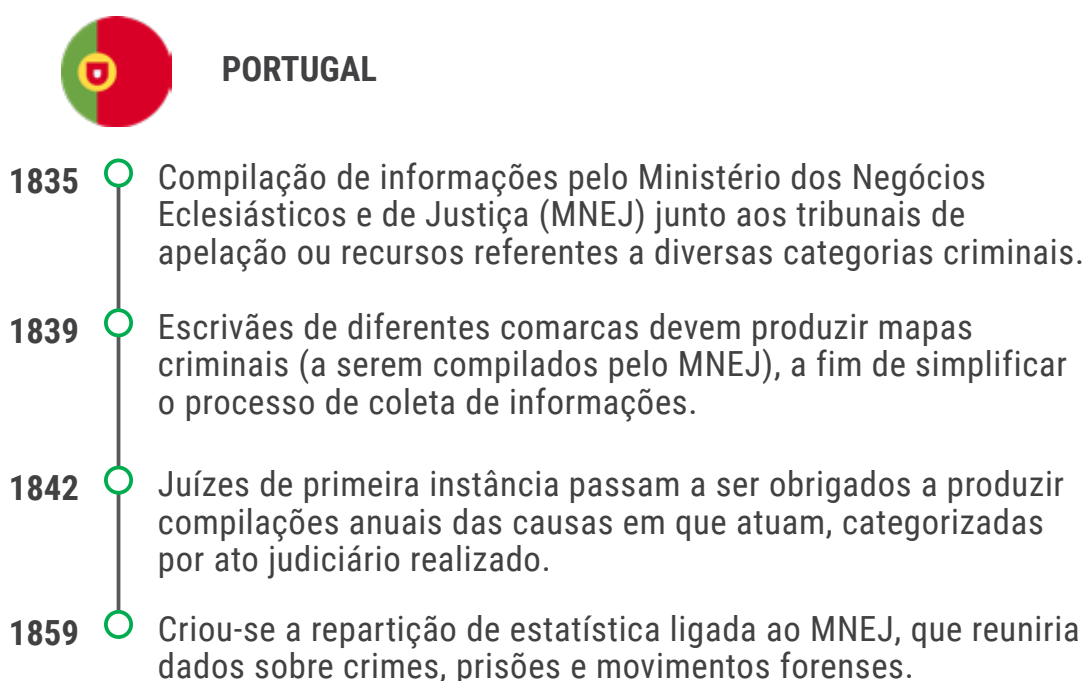 PORTUGAL
1835 Compilação de informações pelo Ministério dos Negócios
Eclesiásticos e de Justiça (MNEJ) junto aos tribunais de
apelação ou recursos referentes a diversas categorias criminais.
1839 Escrivães de diferentes comarcas devem produzir mapas
criminais (a serem compilados pelo MNEJ), a fim de simplificar
o processo de coleta de informações.
1842 Juízes de primeira instância passam a ser obrigados a produzir
compilações anuais das causas em que atuam, categorizadas
por ato judiciário realizado.
1859 Criou-se a repartição de estatística ligada ao MNEJ, que reuniria
dados sobre crimes, prisões e movimentos forenses.